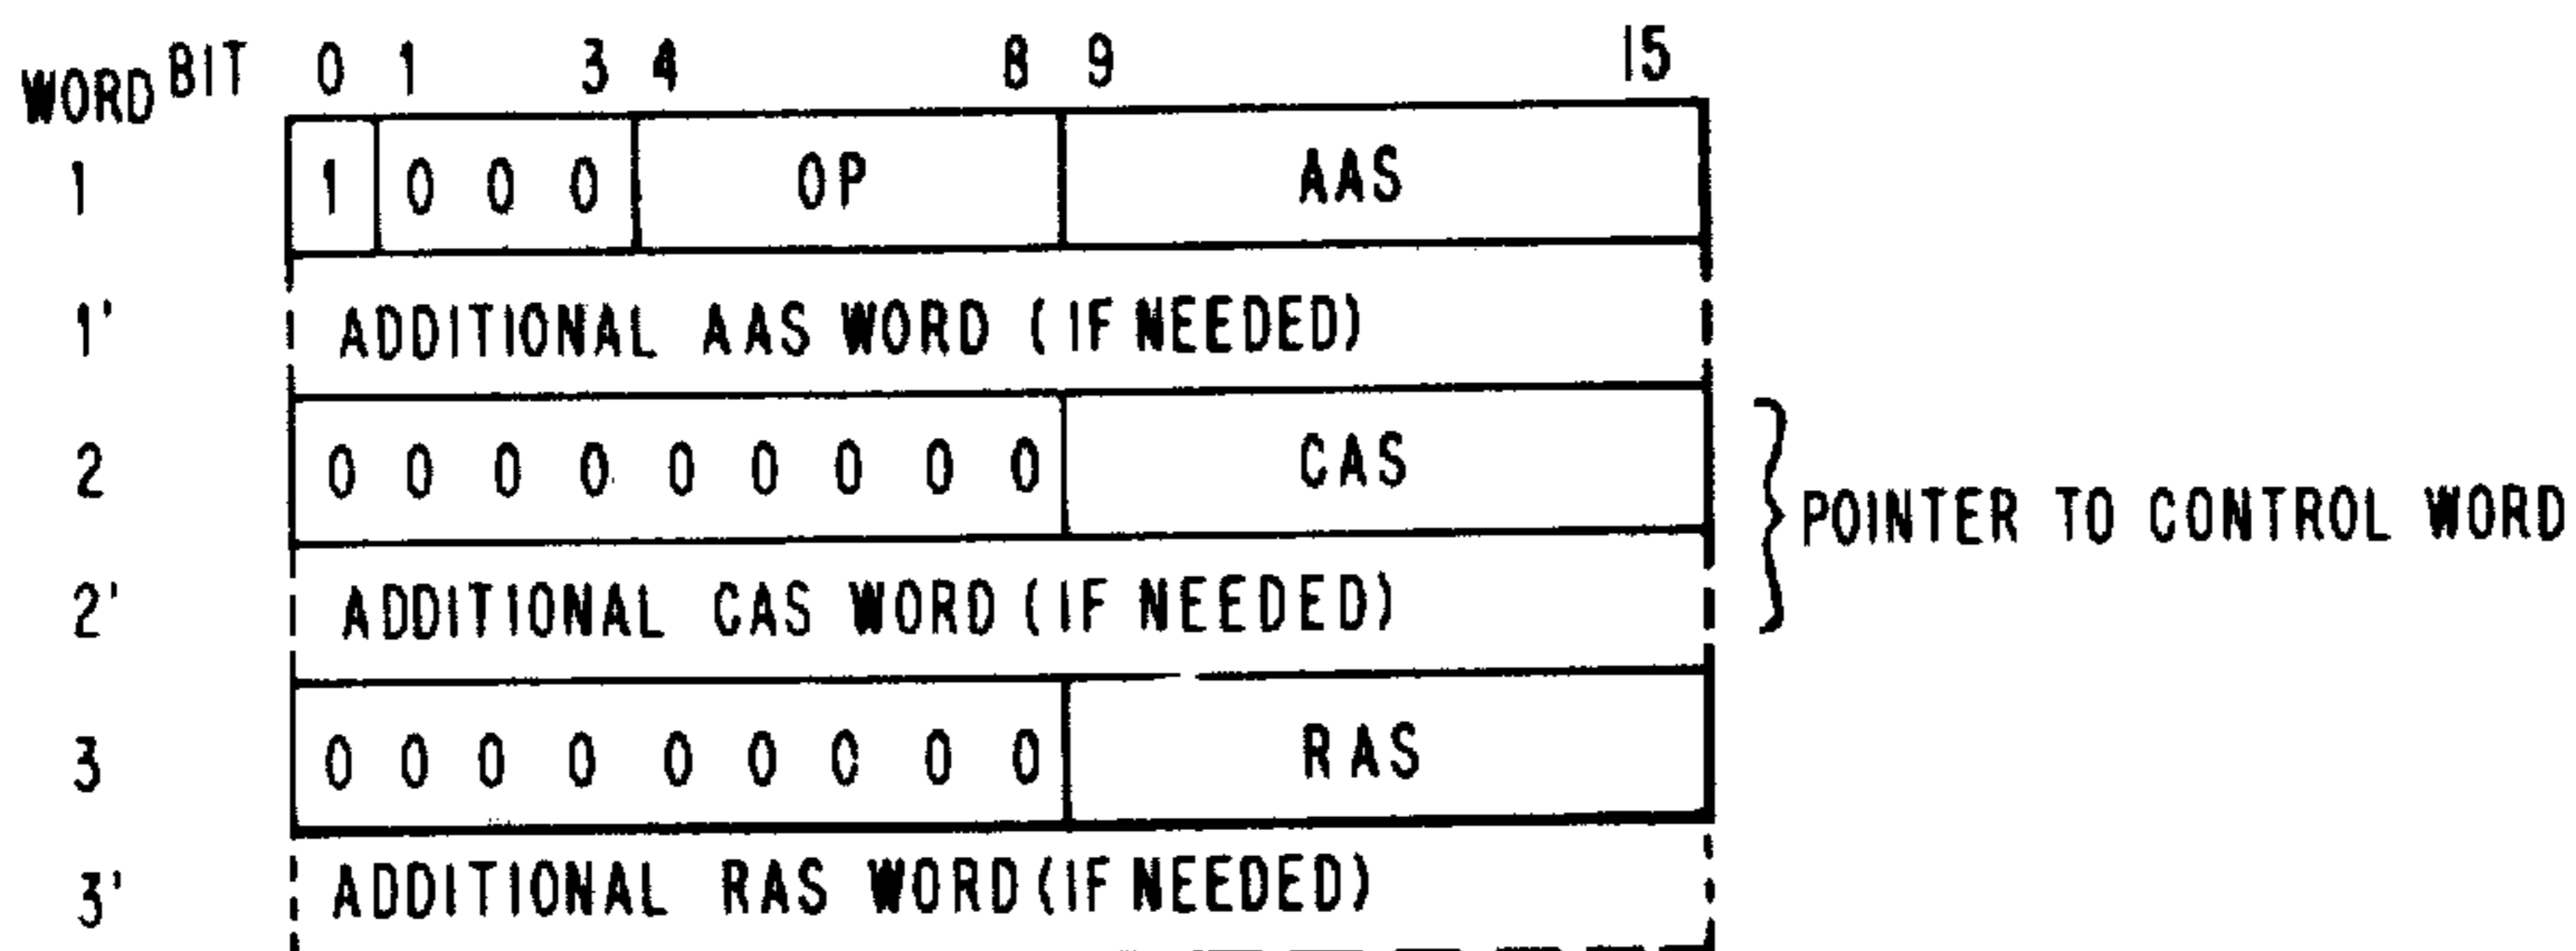 WORD BIT 0 1 3 4 8 9 15
1 1 0 0 0 OP AAS
1' ADDITIONAL AAS WORD (IF NEEDED)
2 0 0 0 0 0 0 0 0 0 CAS
POINTER TO CONTROL WORD
2' ADDITIONAL CAS WORD (IF NEEDED)
3 0 0 0 0 0 0 0 0 0 RAS
3' ADDITIONAL RAS WORD (IF NEEDED)